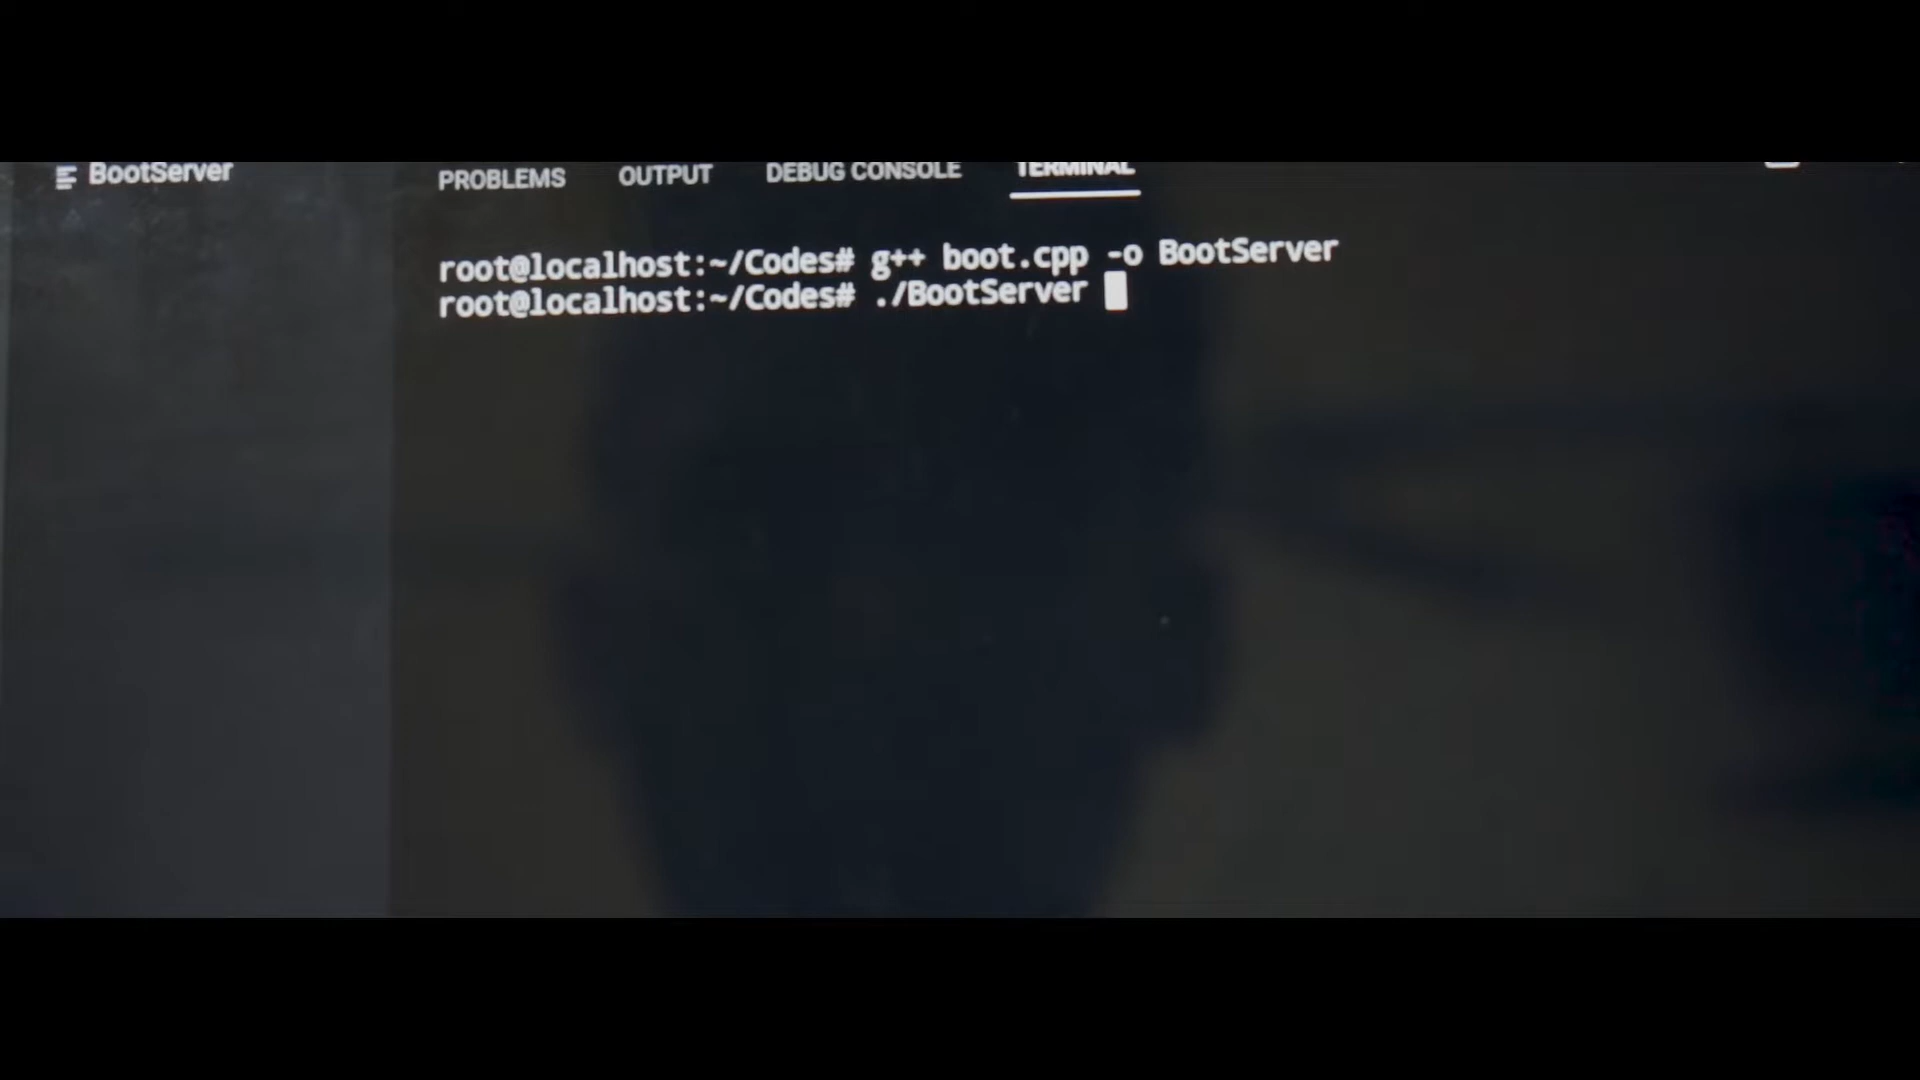 BootServer
PROBLEMS OUTPUT DEBUG CONSOLE TERMINAL
root@localhost:~/Codes# g++ boot.cpp -o BootServer
root@localhost:~/Codes# ./BootServer